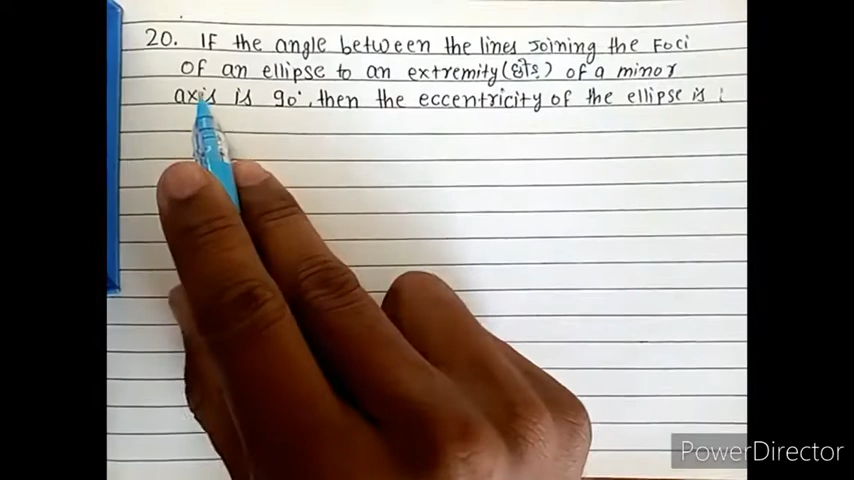 20. IF the angle between the lines Joining the Foci
OF an ellipse to an extremity (છેડો) of a minor
axis is 90°, then the eccentricity of the ellipse is :
PowerDirector